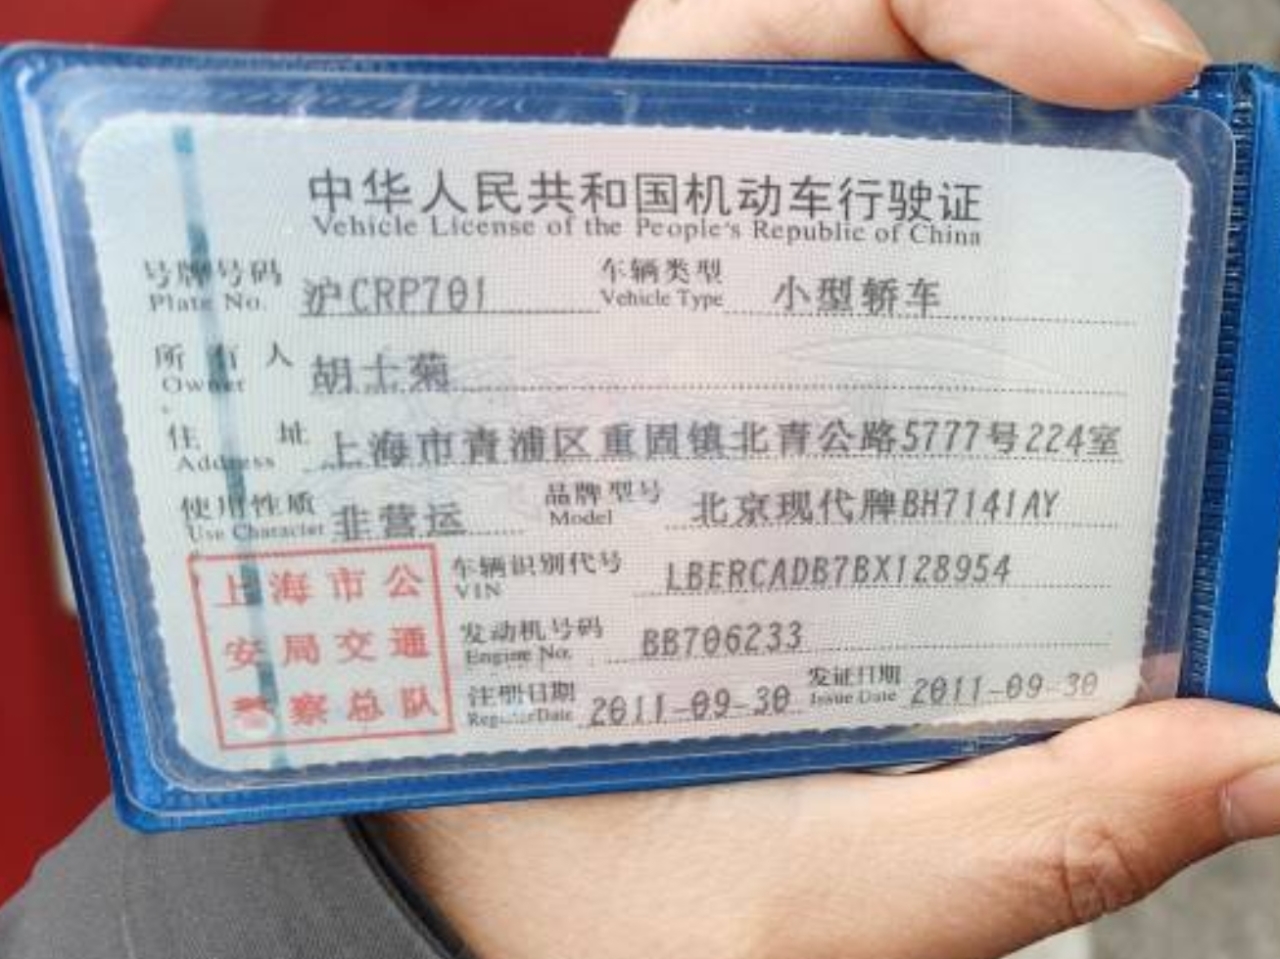 中华人民共和国机动车行驶证
Vehicle License of the People's Republic of China
号牌号码 沪CRP701 车辆类型 小型轿车
Plate No. Vehicle Type
所有人 胡士菊
Owner
住址 上海市青浦区重固镇北青公路5777号224室
Address
使用性质 非营运 品牌型号 北京现代牌BH7141AY
Use Character Model
上海市公安局交通警察总队
车辆识别代号 LBERCADB7BX128954
VIN
发动机号码 BB706233
Engine No.
注册日期 2011-09-30 发证日期 2011-09-30
Register Date Issue Date